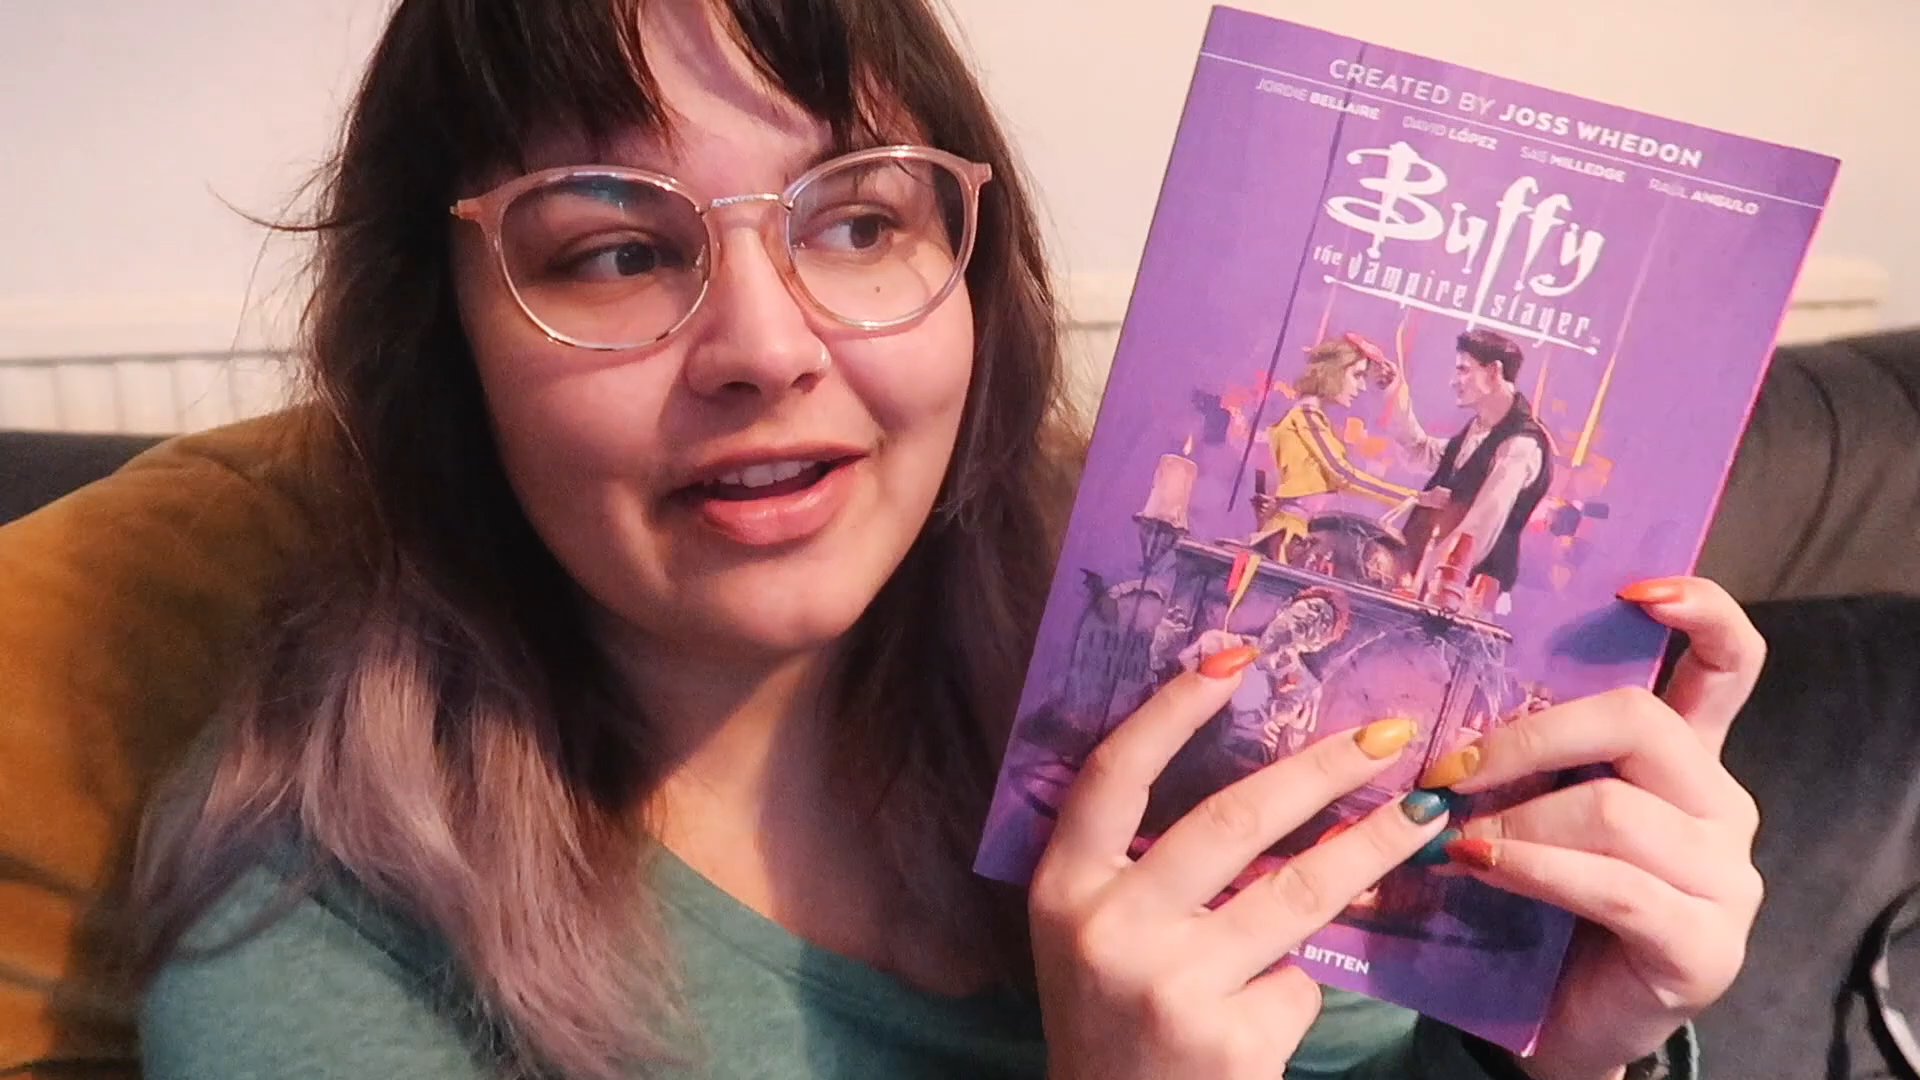 CREATED BY JOSS WHEDON
JORDIE BELLAIRE DAVID LÓPEZ SAS MILLEDGE RAÚL ANGULO
Buffy
the vampire slayer
BITTEN